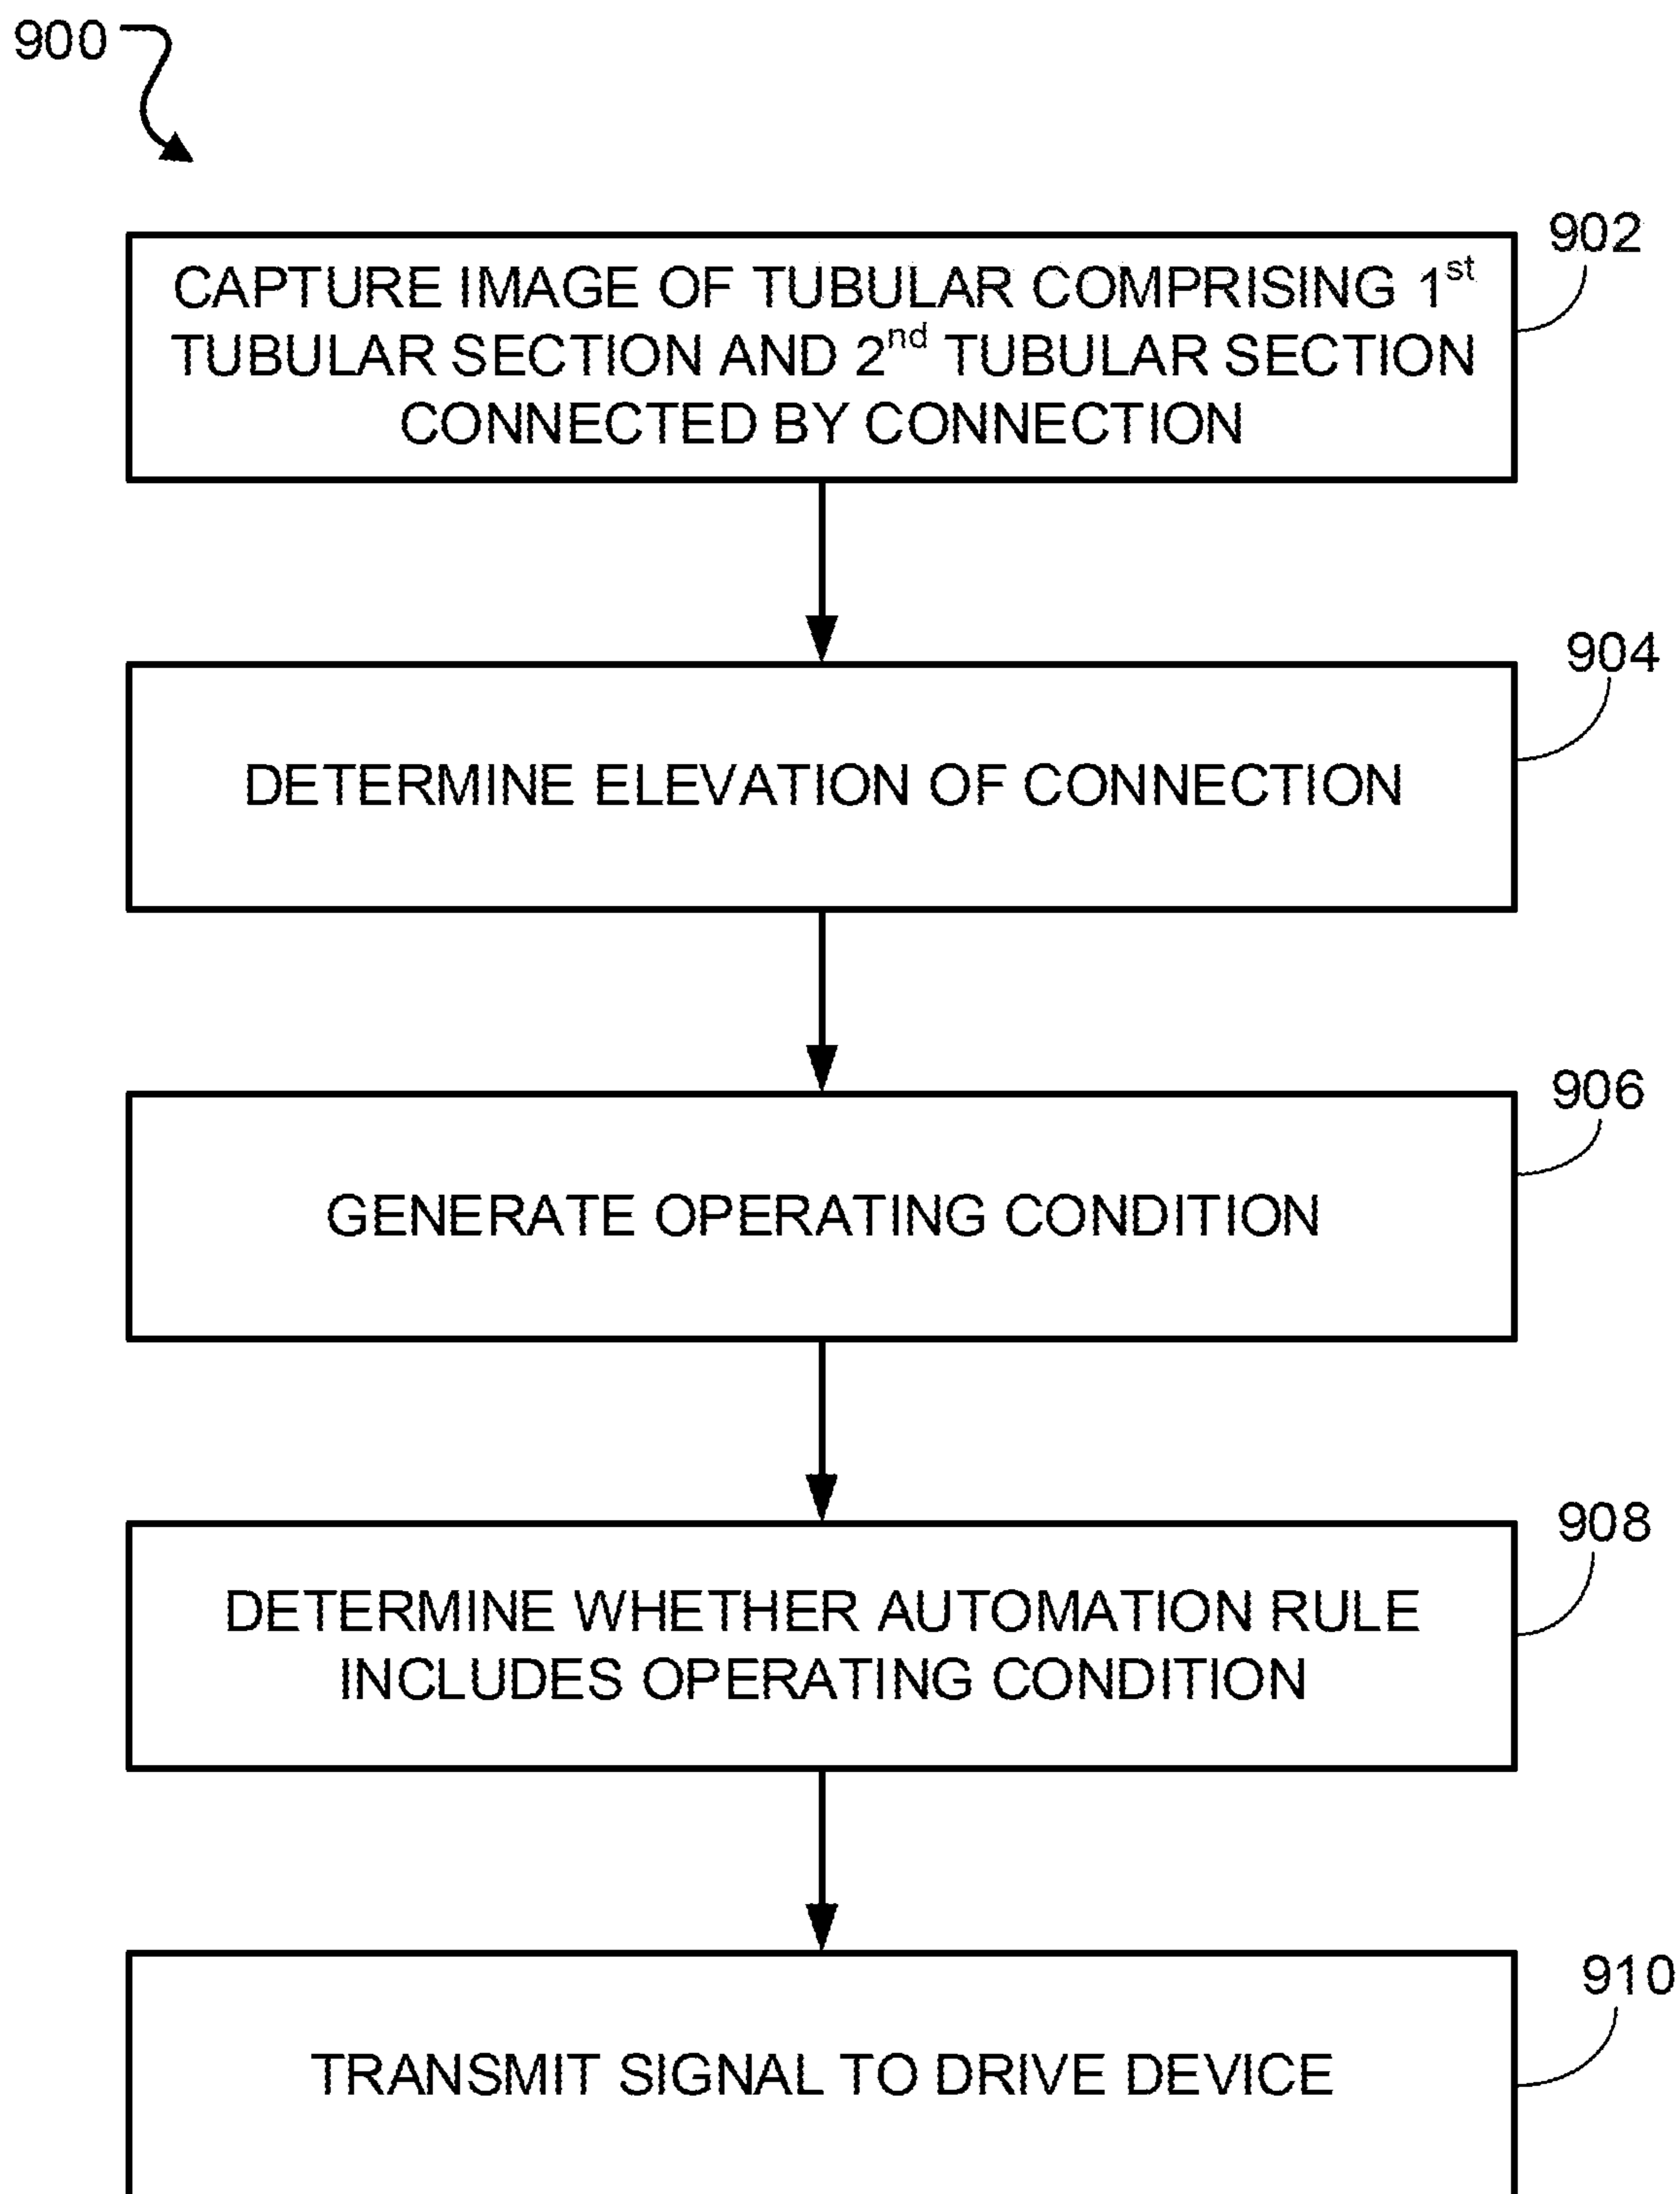 900
902
CAPTURE IMAGE OF TUBULAR COMPRISING 1st
TUBULAR SECTION AND 2nd TUBULAR SECTION
CONNECTED BY CONNECTION
904
DETERMINE ELEVATION OF CONNECTION
906
GENERATE OPERATING CONDITION
908
DETERMINE WHETHER AUTOMATION RULE
INCLUDES OPERATING CONDITION
910
TRANSMIT SIGNAL TO DRIVE DEVICE